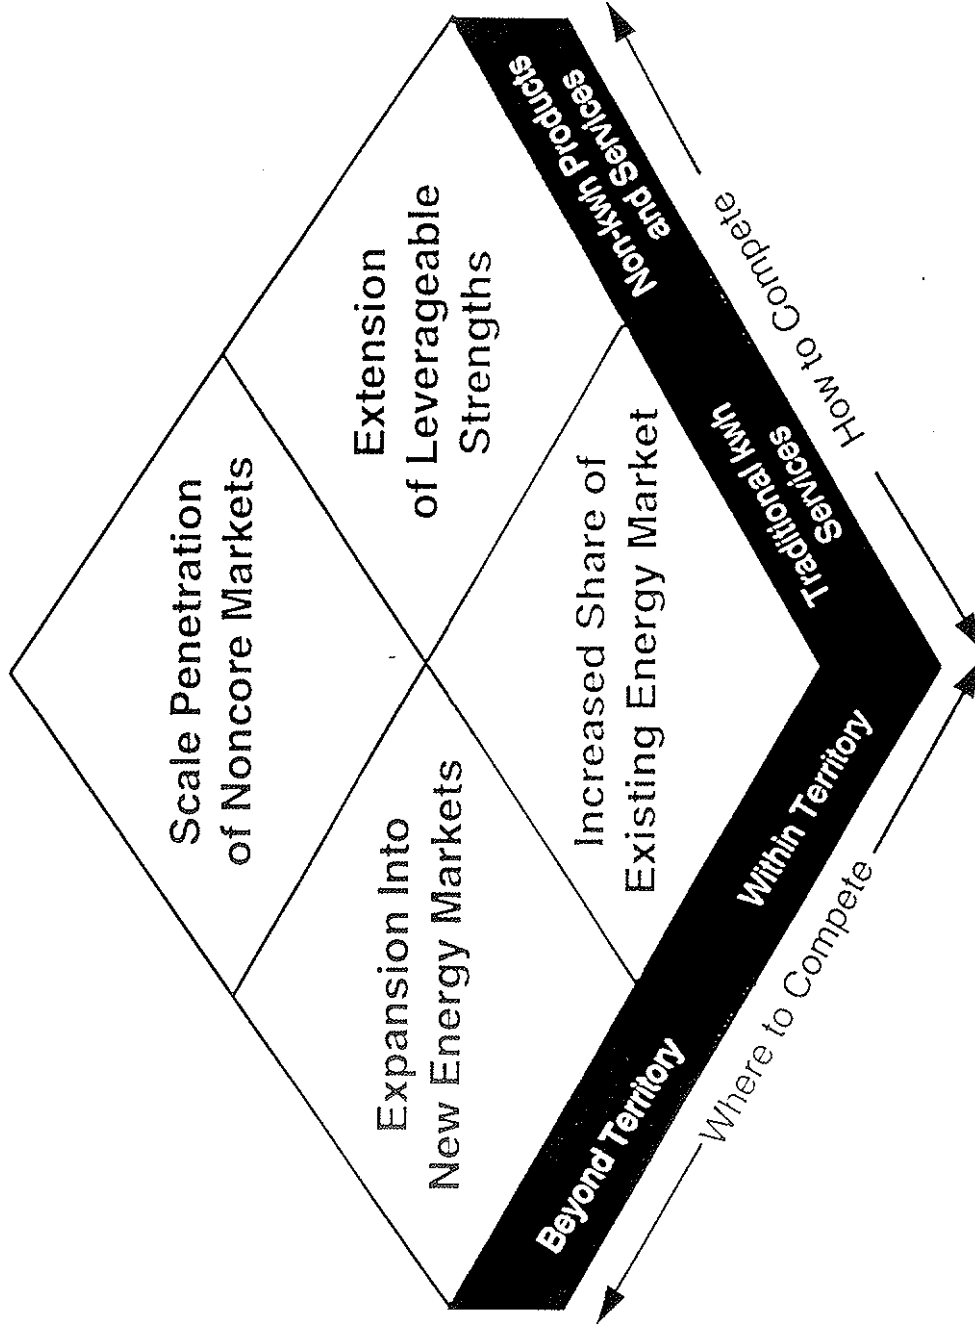 Scale Penetration
of Noncore Markets
Expansion Into
New Energy Markets
Extension
of Leverageable
Strengths
Increased Share of
Existing Energy Market
Beyond Territory
Within Territory
Traditional kwh
Services
Non-kwh Products
and Services
Where to Compete
How to Compete